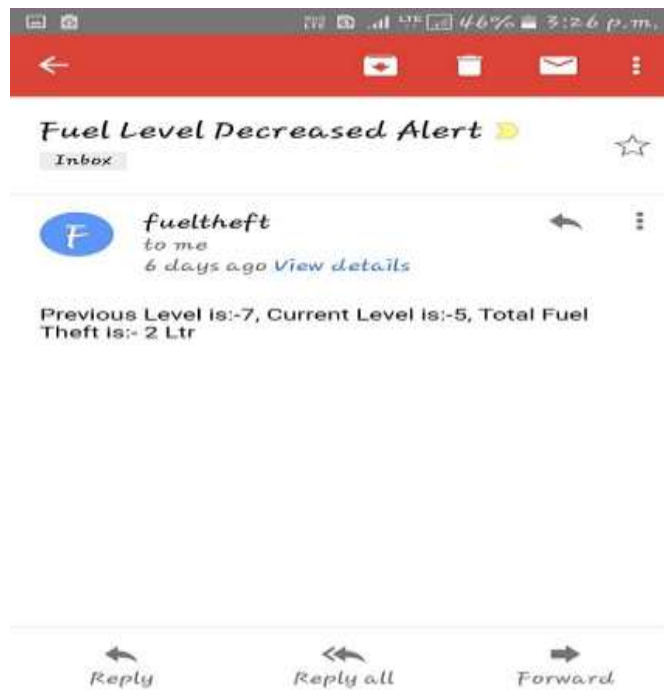 46% 3:26 p.m.
Fuel Level Decreased Alert
Inbox
F
fueltheft
to me
6 days ago View details
Previous Level is:-7, Current Level is:-5, Total Fuel
Theft is:- 2 Ltr
Reply Reply all Forward